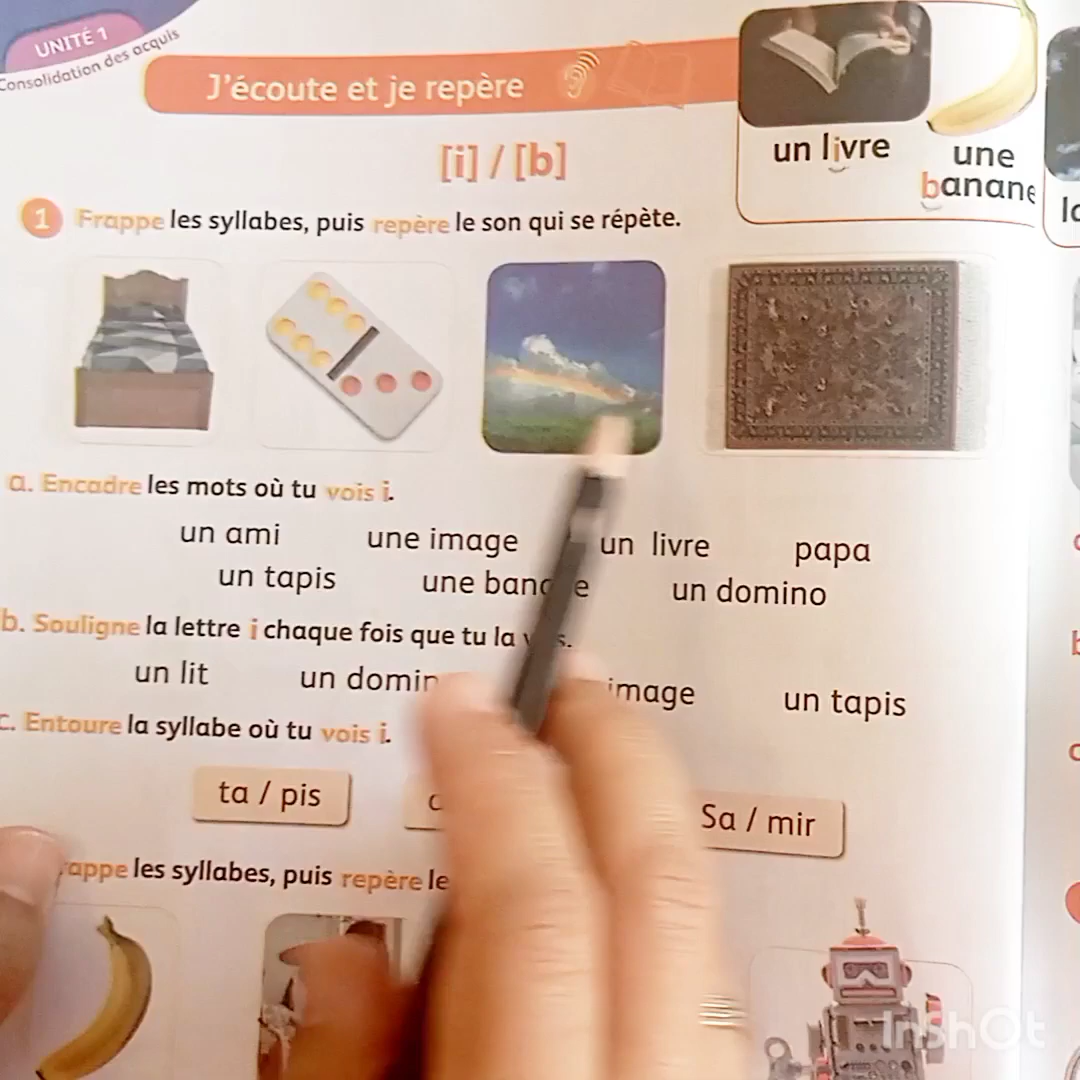 UNITÉ 1
Consolidation des acquis
J'écoute et je repère
un livre
une
banane
[i] / [b]
1 Frappe les syllabes, puis repère le son qui se répète.
a. Encadre les mots où tu vois i.
un ami une image un livre papa
un tapis une un domino
b. Souligne la lettre i chaque fois que tu la
un lit un image un tapis
c. Entoure la syllabe où tu vois i.
ta / pis Sa / mir
les syllabes, puis repère le
InShOt